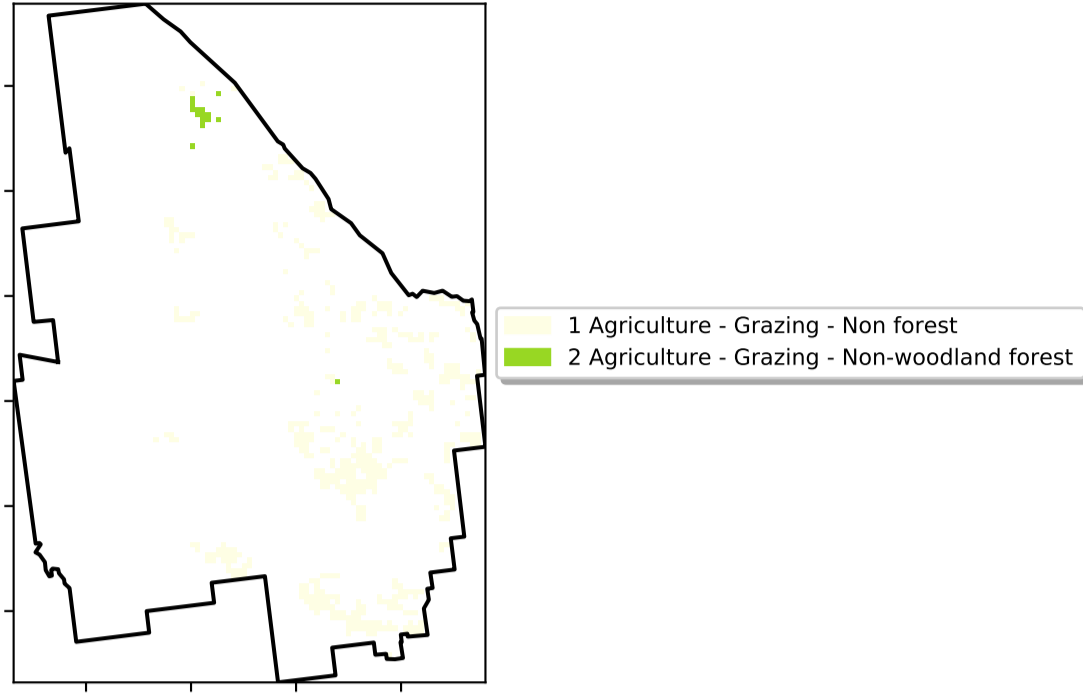 1 Agriculture - Grazing - Non forest
2 Agriculture - Grazing - Non-woodland forest